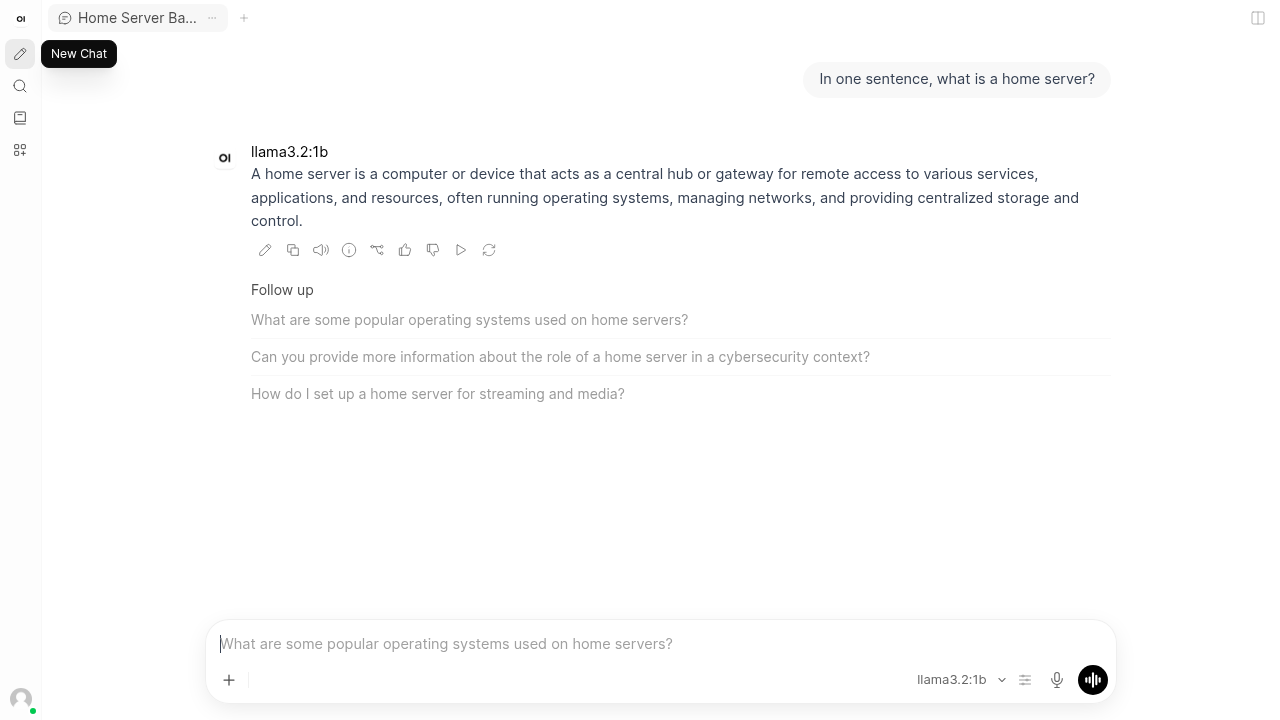 OI
Home Server Ba...
New Chat
In one sentence, what is a home server?
OI
llama3.2:1b
A home server is a computer or device that acts as a central hub or gateway for remote access to various services,
applications, and resources, often running operating systems, managing networks, and providing centralized storage and
control.
Follow up
What are some popular operating systems used on home servers?
Can you provide more information about the role of a home server in a cybersecurity context?
How do I set up a home server for streaming and media?
What are some popular operating systems used on home servers?
llama3.2:1b